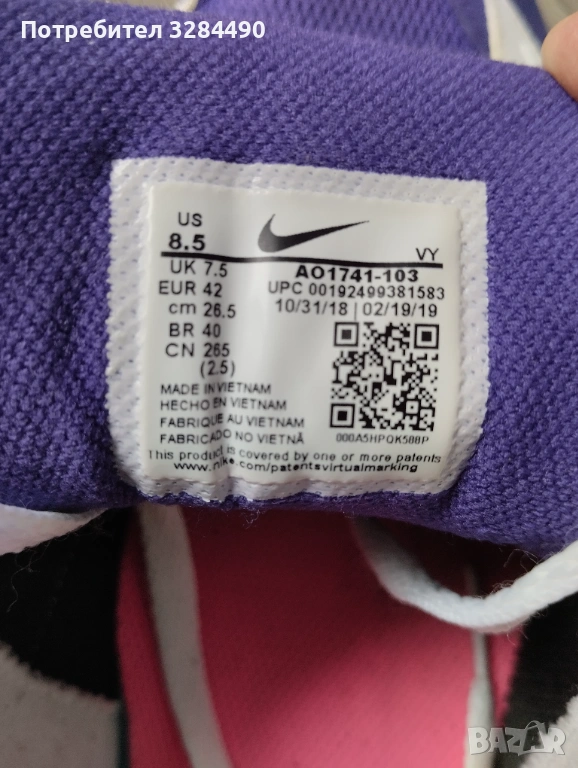 Потребител 3284490
US
8.5
VY
UK 7.5 AO1741-103
EUR 42 UPC 00192499381583
cm 26.5 10/31/18 | 02/19/19
BR 40
CN 265
(2.5)
MADE IN VIETNAM
HECHO EN VIETNAM
FABRIQUE AU VIETNAM
FABRICADO NO VIETNÃ
000A5HPQK588P
This product is covered by one or more patents
www.nike.com/patentsvirtualmarking
BAZAR